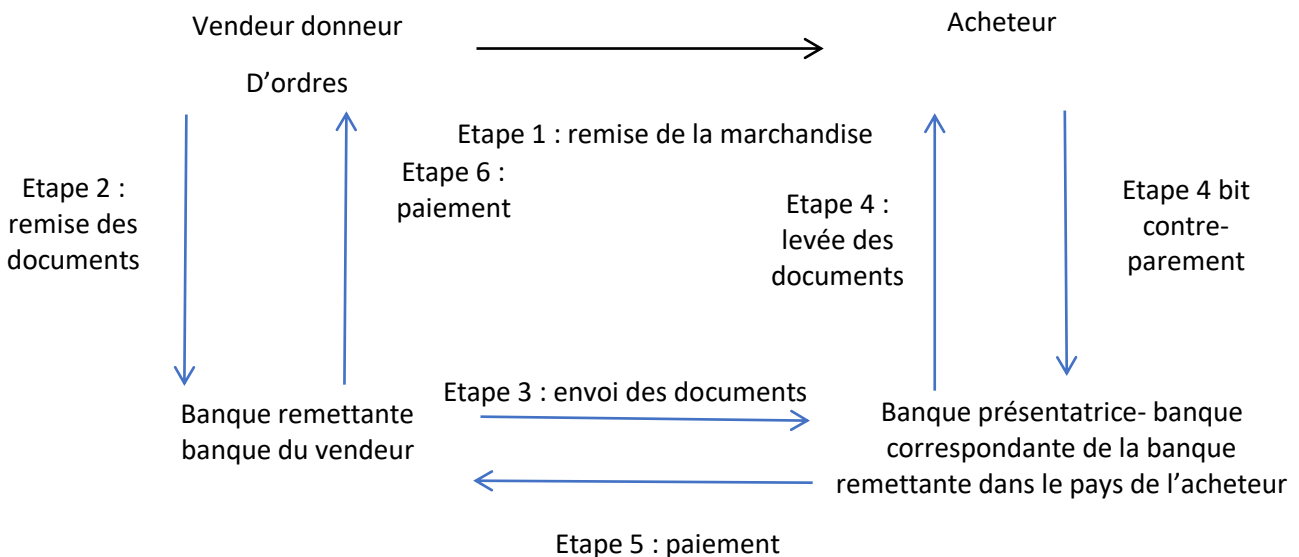 Vendeur donneur
D’ordres
Acheteur
Etape 1 : remise de la marchandise
Etape 2 :
remise des
documents
Etape 6 :
paiement
Etape 4 :
levée des
documents
Etape 4 bit
contre-
parement
Etape 3 : envoi des documents
Banque remettante
banque du vendeur
Banque présentatrice- banque
correspondante de la banque
remettante dans le pays de l’acheteur
Etape 5 : paiement